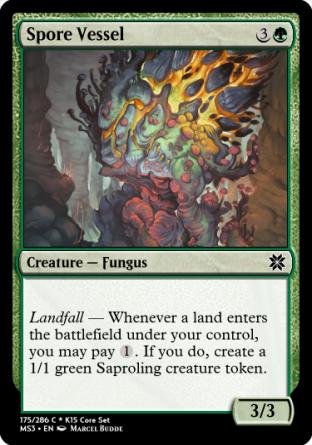 Spore Vessel 3
Creature — Fungus
Landfall — Whenever a land enters
the battlefield under your control,
you may pay 1. If you do, create a
1/1 green Saproling creature token.
175/286 C * K15 Core Set
MS3 • EN Marcel Budde
3/3